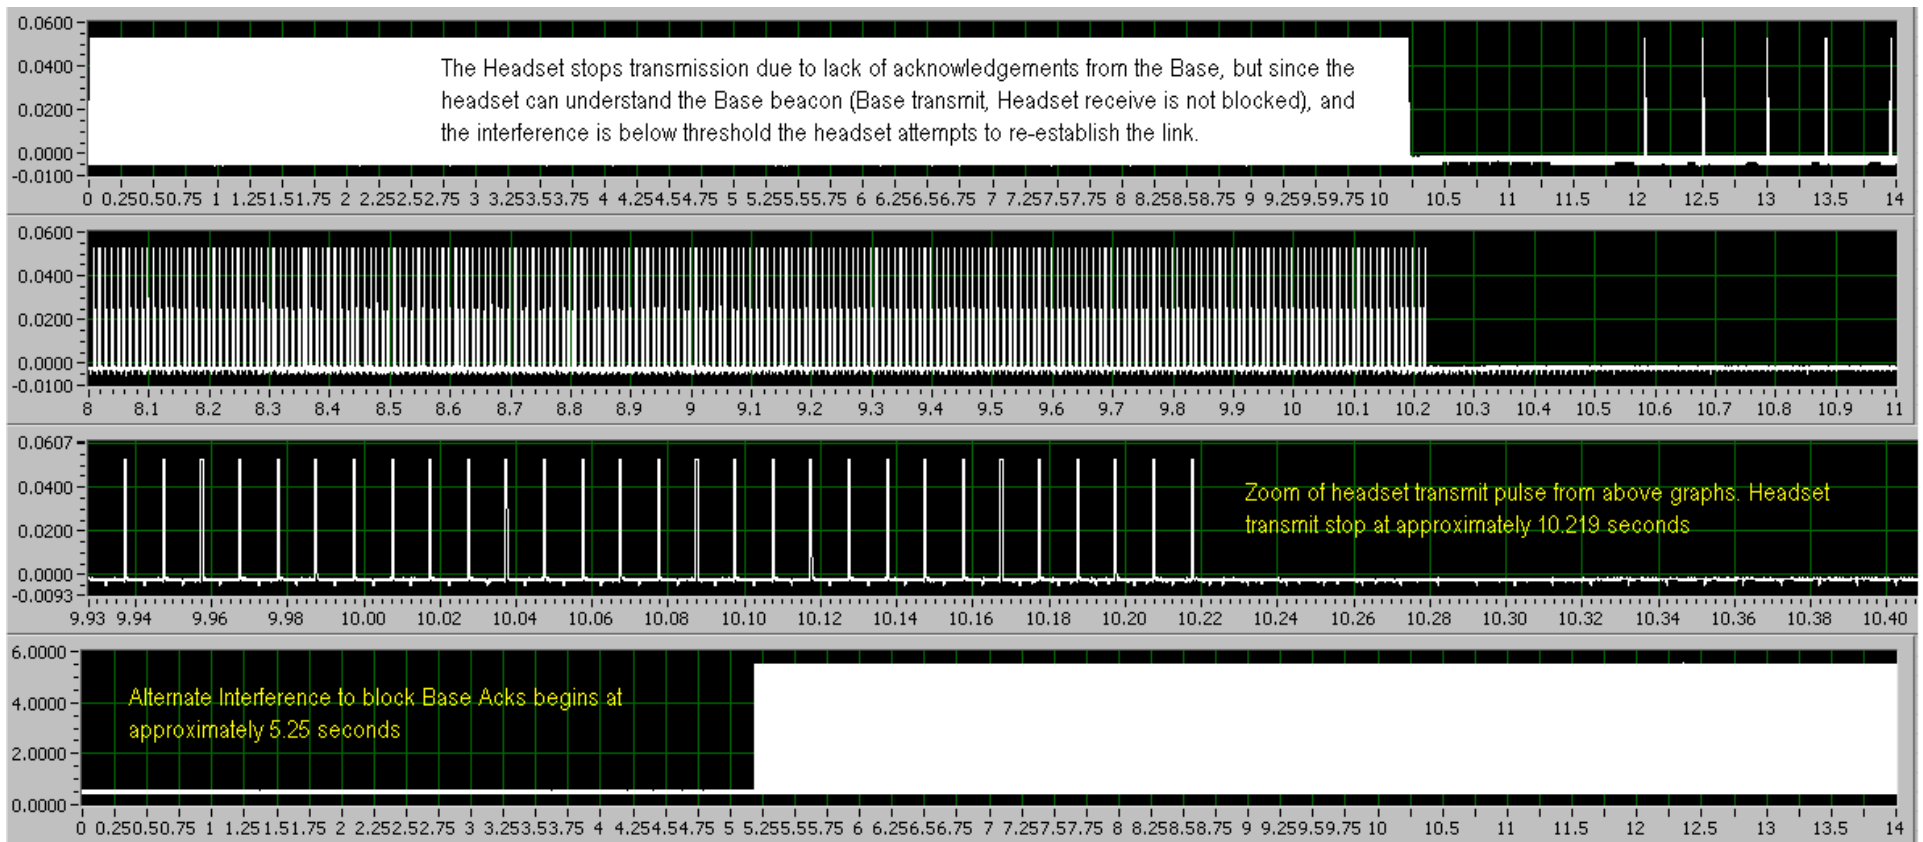 0.0600
The Headset stops transmission due to lack of acknowledgements from the Base, but since the
0.0400
headset can understand the Base beacon (Base transmit, Headset receive is not blocked), and
0.0200
the interference is below threshold the headset attempts to re-establish the link.
0.0000
-0.0100
0 0.250.50.75 1 1.251.51.75 2 2.252.52.75 3 3.253.53.75 4 4.254.54.75 5 5.255.55.75 6 6.256.56.75 7 7.257.57.75 8 8.258.58.75 9 9.259.59.75 10 10.5 11 11.5 12 12.5 13 13.5 14
0.0600
0.0400
0.0200
0.0000
-0.0100
8 8.1 8.2 8.3 8.4 8.5 8.6 8.7 8.8 8.9 9 9.1 9.2 9.3 9.4 9.5 9.6 9.7 9.8 9.9 10 10.1 10.2 10.3 10.4 10.5 10.6 10.7 10.8 10.9 11
0.0607
0.0400
Zoom of headset transmit pulse from above graphs. Headset
0.0200
transmit stop at approximately 10.219 seconds
0.0000
-0.0093
9.93 9.94 9.96 9.98 10.00 10.02 10.04 10.06 10.08 10.10 10.12 10.14 10.16 10.18 10.20 10.22 10.24 10.26 10.28 10.30 10.32 10.34 10.36 10.38 10.40
6.0000
Alternate Interference to block Base Acks begins at
4.0000
approximately 5.25 seconds
2.0000
0.0000
0 0.250.50.75 1 1.251.51.75 2 2.252.52.75 3 3.253.53.75 4 4.254.54.75 5 5.255.55.75 6 6.256.56.75 7 7.257.57.75 8 8.258.58.75 9 9.259.59.75 10 10.5 11 11.5 12 12.5 13 13.5 14